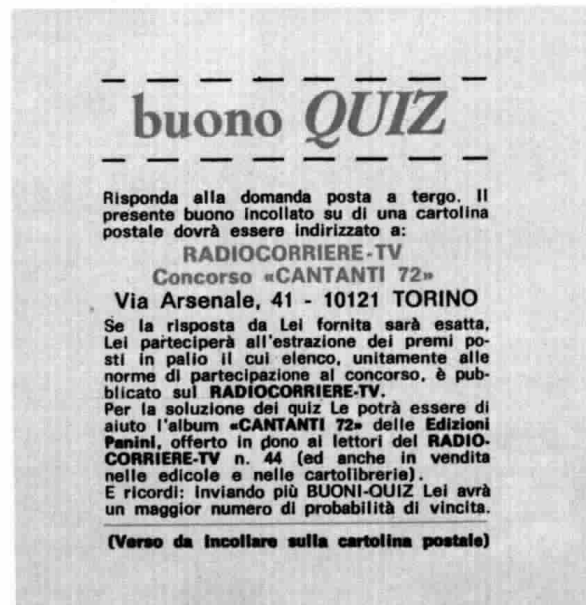 buono QUIZ
Risponda alla domanda posta a tergo. Il
presente buono incollato su di una cartolina
postale dovrà essere indirizzato a:
RADIOCORRIERE-TV
Concorso «CANTANTI 72»
Via Arsenale, 41 - 10121 TORINO
Se la risposta da Lei fornita sarà esatta,
Lei parteciperà all'estrazione dei premi po-
sti in palio il cui elenco, unitamente alle
norme di partecipazione al concorso, è pub-
blicato sul RADIOCORRIERE-TV.
Per la soluzione dei quiz Le potrà essere di
aiuto l'album «CANTANTI 72» delle Edizioni
Panini, offerto in dono ai lettori del RADIO-
CORRIERE-TV n. 44 (ed anche in vendita
nelle edicole e nelle cartolibrerie).
E ricordi: inviando più BUONI-QUIZ Lei avrà
un maggior numero di probabilità di vincita.
(Verso da incollare sulla cartolina postale)